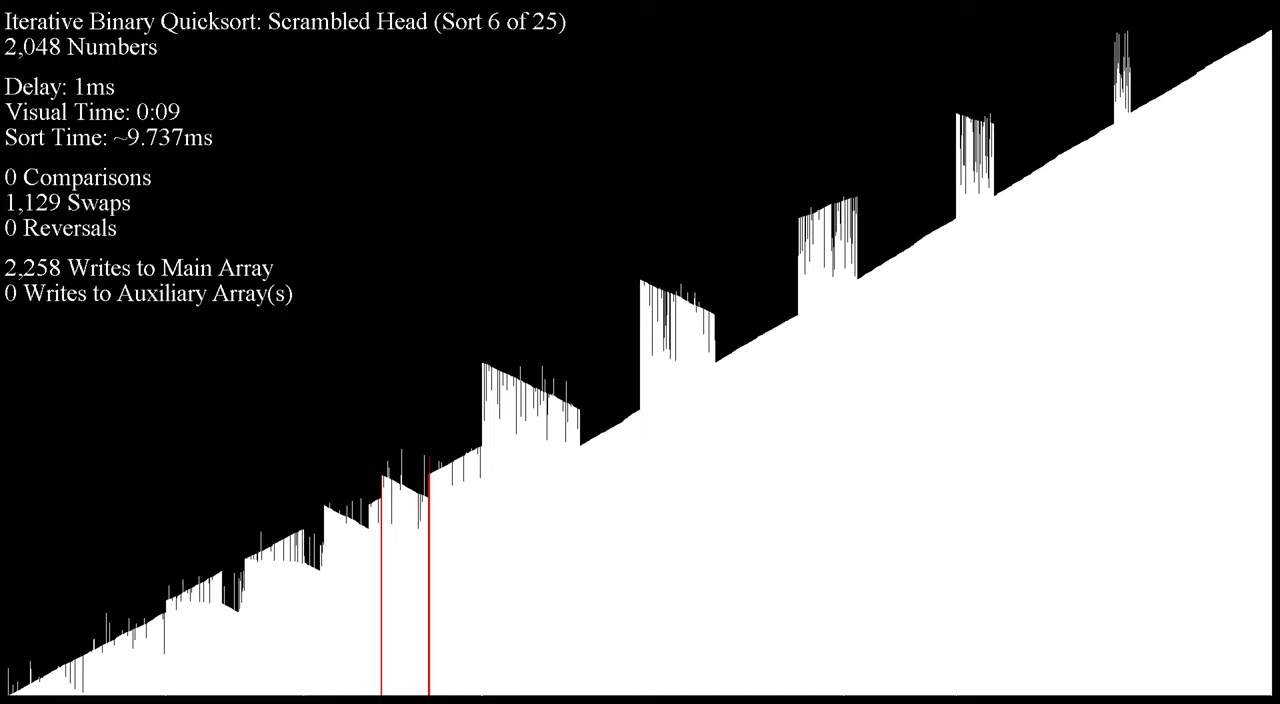 Iterative Binary Quicksort: Scrambled Head (Sort 6 of 25)
2,048 Numbers
Delay: 1ms
Visual Time: 0:09
Sort Time: ~9.737ms
0 Comparisons
1,129 Swaps
0 Reversals
2,258 Writes to Main Array
0 Writes to Auxiliary Array(s)